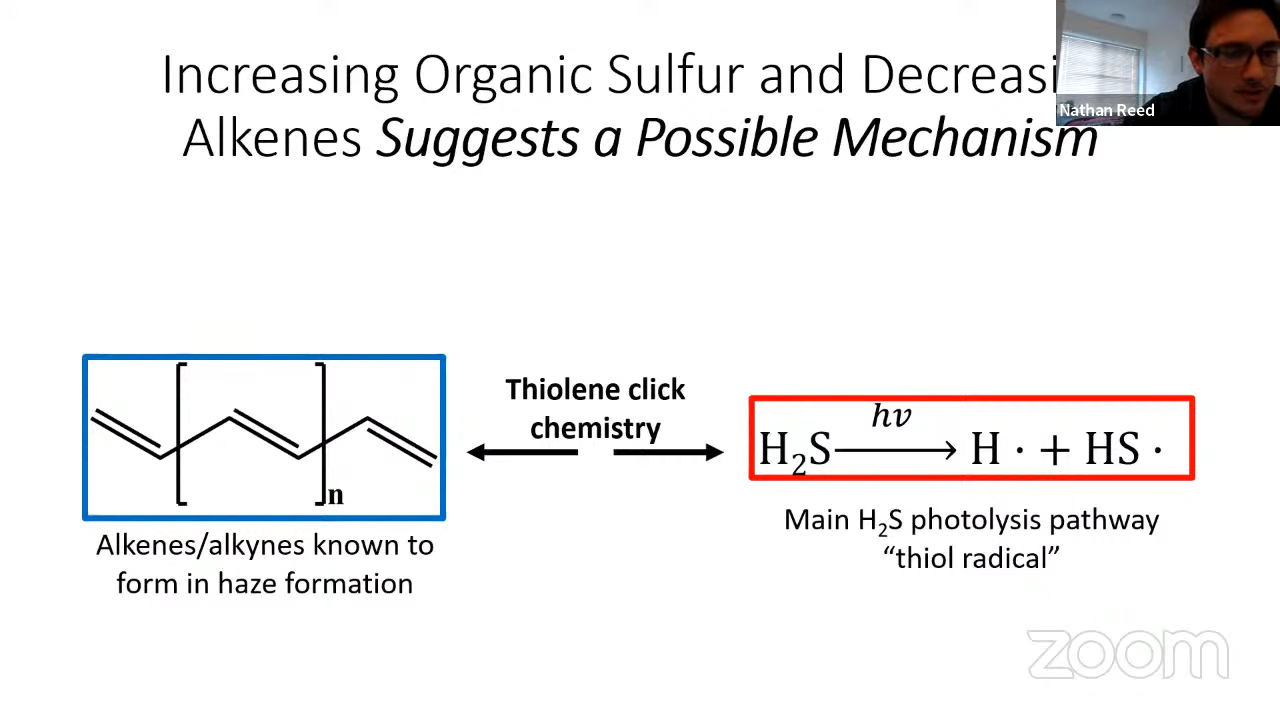 Increasing Organic Sulfur and Decreasi
Alkenes Suggests a Possible Mechanism
Nathan Reed
n
Alkenes/alkynes known to
form in haze formation
Thiolene click
chemistry
hν
H₂S → H · + HS ·
Main H₂S photolysis pathway
“thiol radical”
zoom